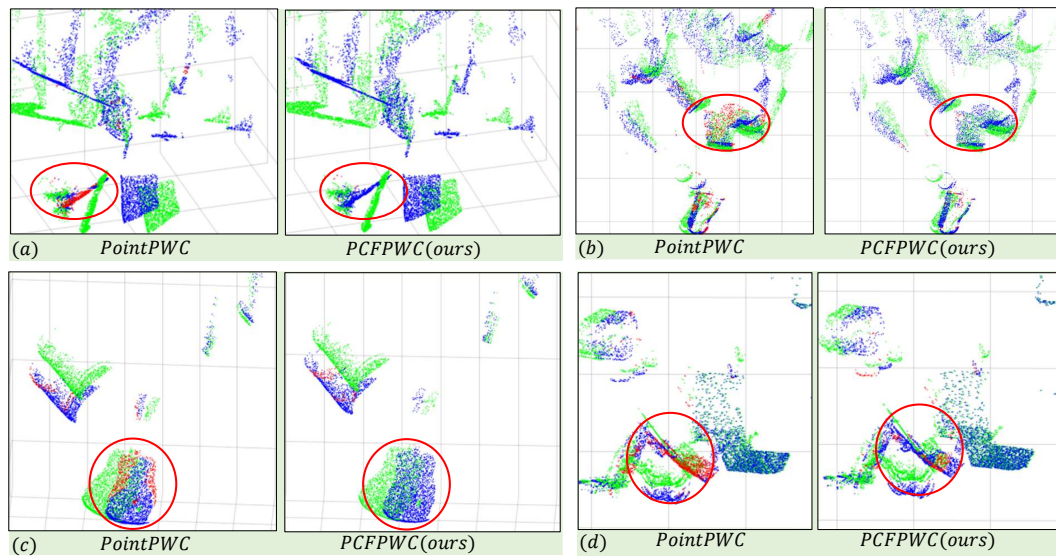 (a) PointPWC PCFPWC(ours)
(b) PointPWC PCFPWC(ours)
(c) PointPWC PCFPWC(ours)
(d) PointPWC PCFPWC(ours)